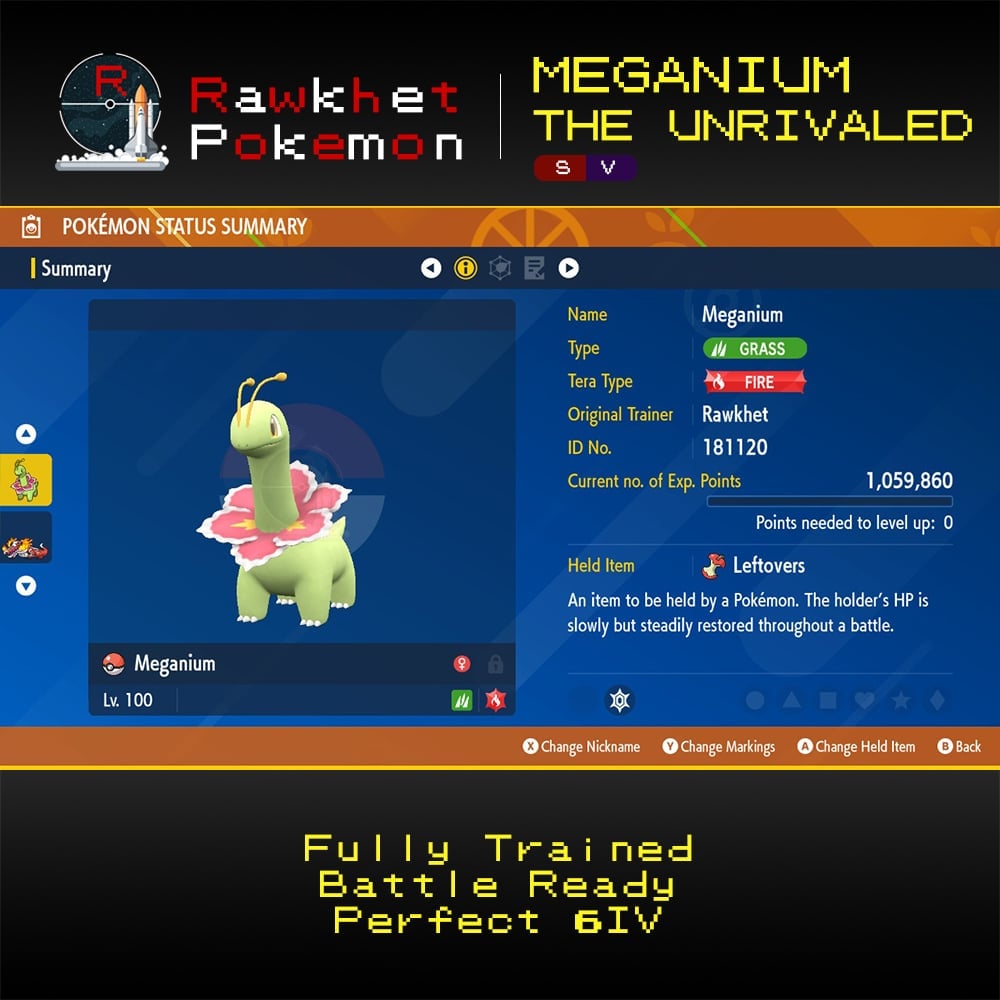 R
Rawkhet
Pokemon
MEGANIUM
THE UNRIVALED
S V
POKÉMON STATUS SUMMARY
Summary
Name Meganium
Type GRASS
Tera Type FIRE
Original Trainer Rawkhet
ID No. 181120
Current no. of Exp. Points 1,059,860
Points needed to level up: 0
Held Item Leftovers
An item to be held by a Pokémon. The holder's HP is
slowly but steadily restored throughout a battle.
Meganium
Lv. 100
X Change Nickname Y Change Markings A Change Held Item B Back
Fully Trained
Battle Ready
Perfect 6IV